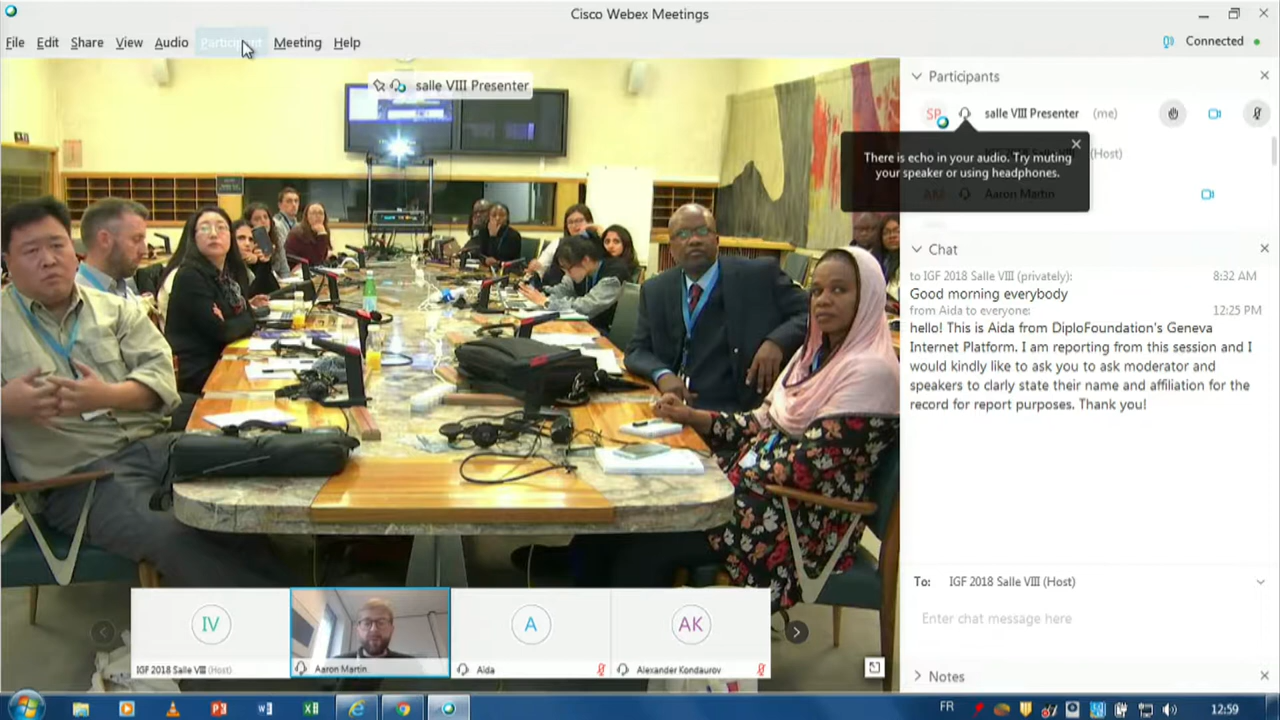 Cisco Webex Meetings
File Edit Share View Audio Participant Meeting Help
Connected
salle VIII Presenter
Participants
SP salle VIII Presenter (me)
(Host)
There is echo in your audio. Try muting
your speaker or using headphones.
Aaron Martin
Chat
to IGF 2018 Salle VIII (privately): 8:32 AM
Good morning everybody
from Aida to everyone: 12:25 PM
hello! This is Aida from DiploFoundation's Geneva
Internet Platform. I am reporting from this session and I
would kindly like to ask you to ask moderator and
speakers to clarly state their name and affiliation for the
record for report purposes. Thank you!
To: IGF 2018 Salle VIII (Host)
Enter chat message here
Notes
IV
A
AK
IGF 2018 Salle VIII (Host)
Aaron Martin
Aida
Alexander Kondaurov
FR
12:59